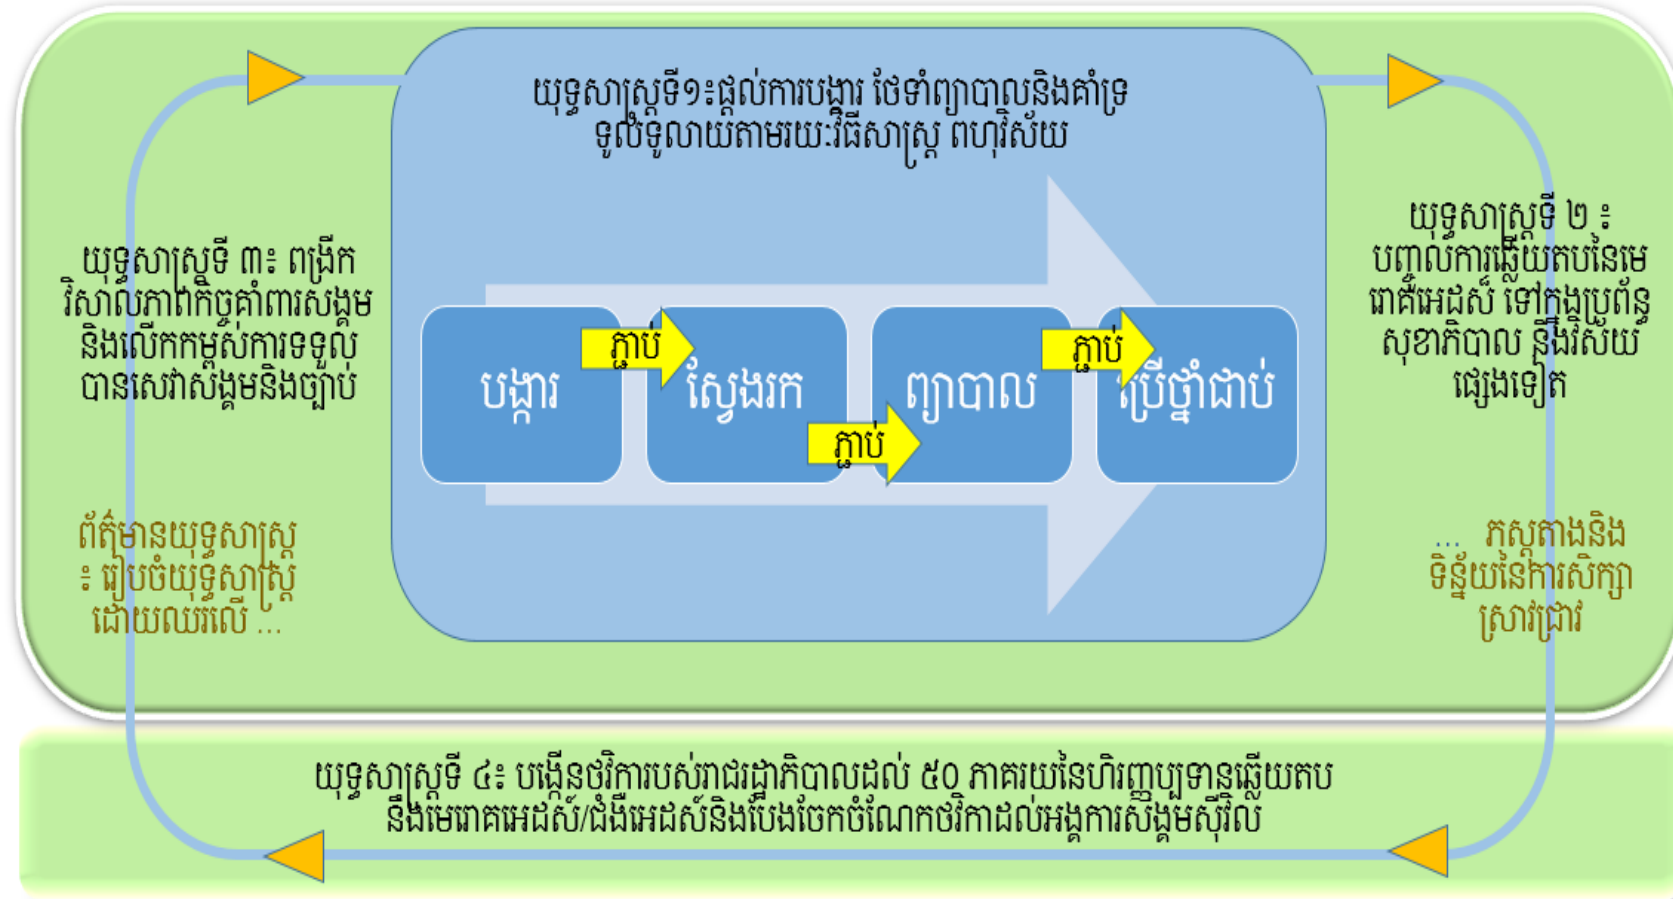 យុទ្ធសាស្ត្រទី១៖ផ្តល់ការបង្ការ ថែទាំព្យាបាលនិងគាំទ្រ
ទូលំទូលាយតាមរយៈវិធីសាស្ត្រ ពហុវិស័យ
យុទ្ធសាស្ត្រទី ៣៖ ពង្រីក
វិសាលភាពកិច្ចគាំពារសង្គម
និងលើកកម្ពស់ការទទួល
បានសេវាសង្គមនិងច្បាប់
បង្ការ
ភ្ជាប់
ស្វែងរក
ភ្ជាប់
ព្យាបាល
ភ្ជាប់
ប្រើថ្នាំជាប់
យុទ្ធសាស្ត្រទី ២ ៖
បញ្ចូលការឆ្លើយតបនៃមេ
រោគអេដស៍ ទៅក្នុងប្រព័ន្ធ
សុខាភិបាល និងវិស័យ
ផ្សេងទៀត
ព័ត៌មានយុទ្ធសាស្ត្រ
៖ រៀបចំយុទ្ធសាស្ត្រ
ដោយឈរលើ ...
... ភស្តុតាងនិង
ទិន្ន័យនៃការសិក្សា
ស្រាវជ្រាវ
យុទ្ធសាស្ត្រទី ៤៖ បង្កើនថវិការបស់រាជរដ្ឋាភិបាលដល់ ៥០ ភាគរយនៃហិរញ្ញប្បទានឆ្លើយតប
នឹងមេរោគអេដស៍/ជំងឺអេដស៍និងបែងចែកចំណែកថវិកាដល់អង្គការសង្គមស៊ីវិល